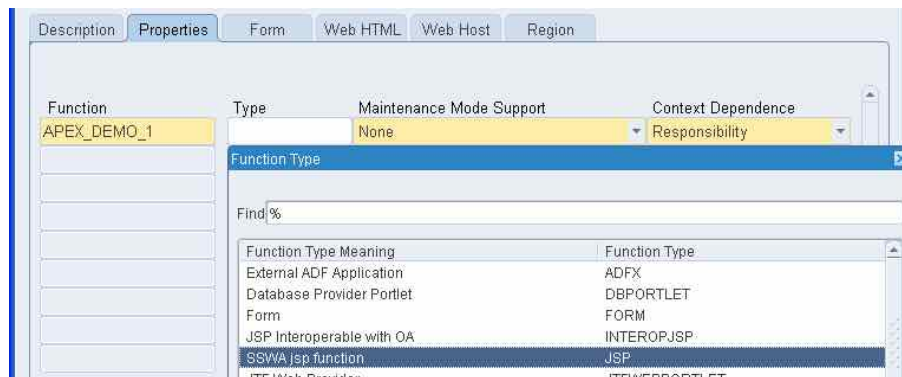 Description Properties Form Web HTML Web Host Region
Function Type Maintenance Mode Support Context Dependence
APEX_DEMO_1 None Responsibility
Function Type
Find %
Function Type Meaning Function Type
External ADF Application ADFX
Database Provider Portlet DBPORTLET
Form FORM
JSP Interoperable with OA INTEROPJSP
SSWA jsp function JSP